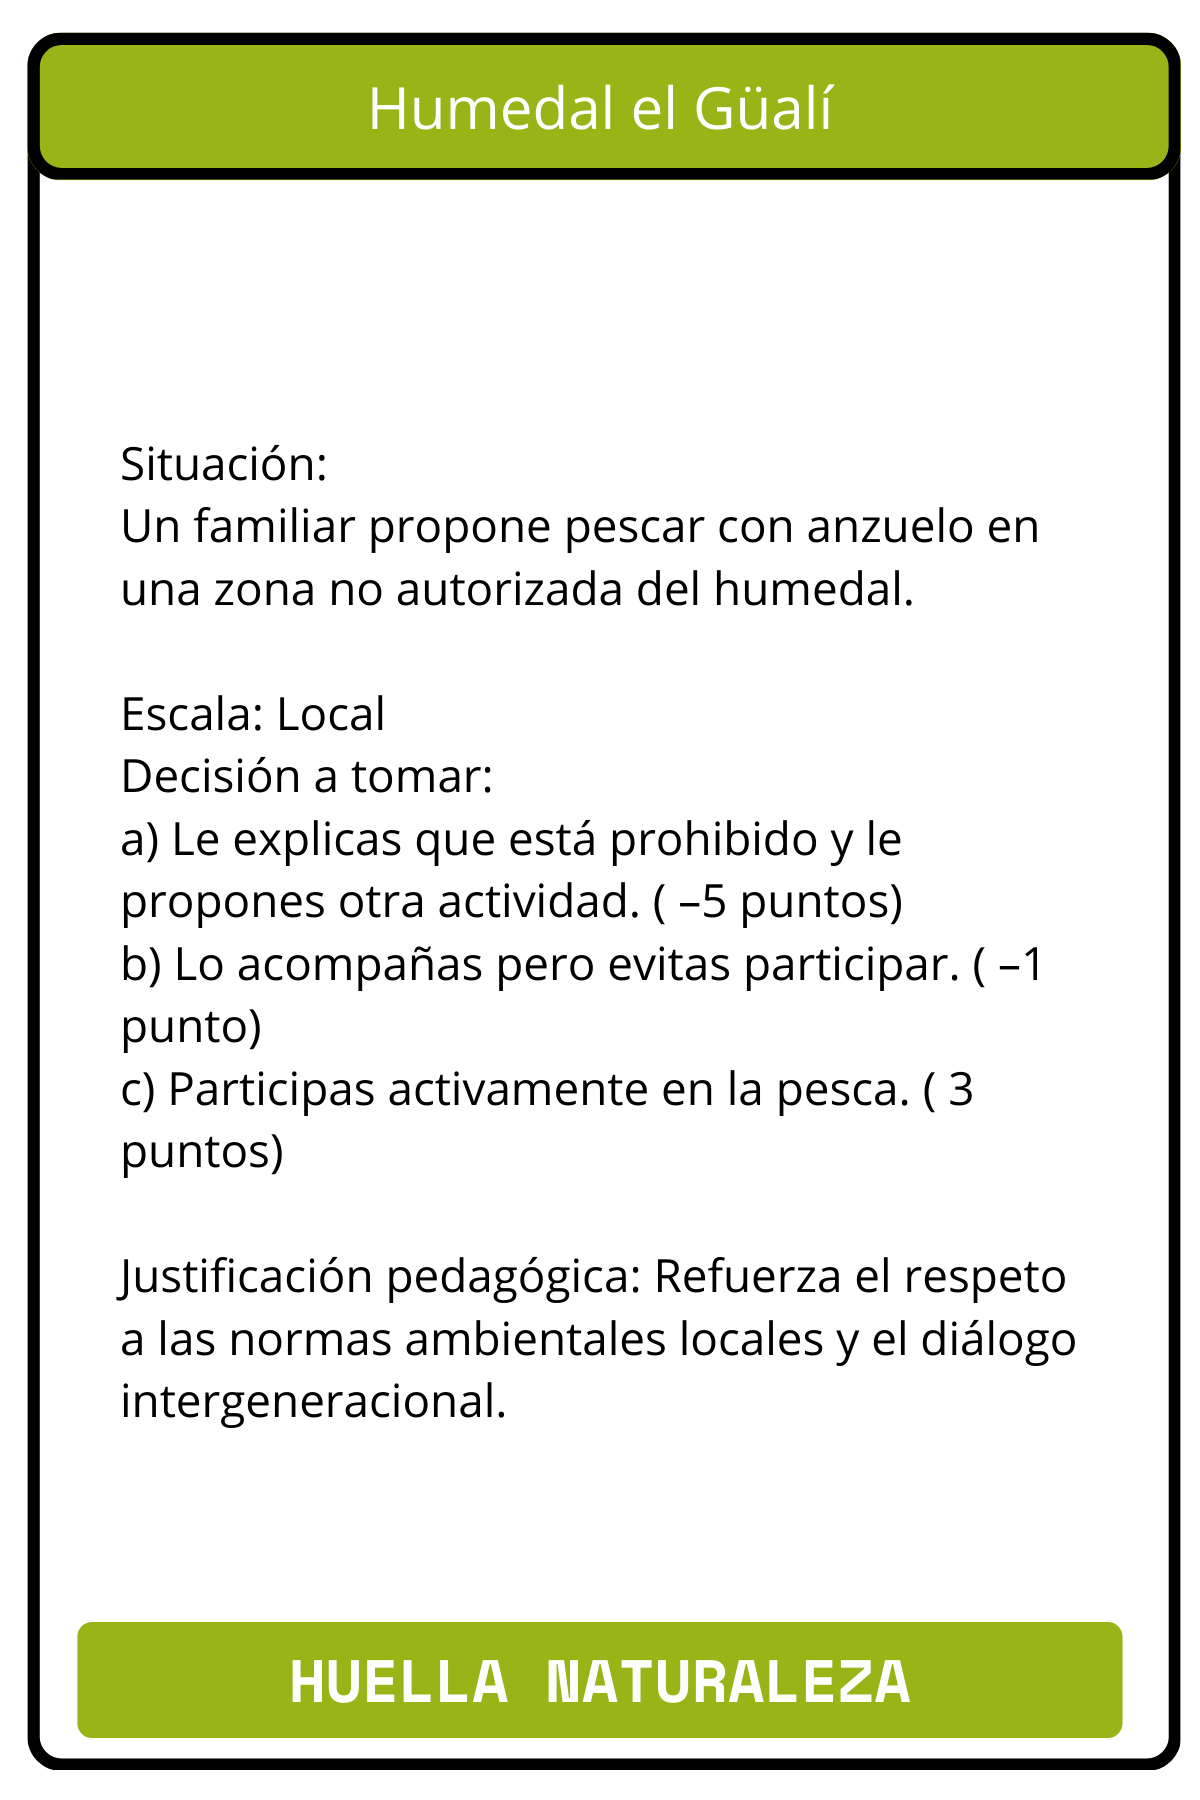 Humedal el Güalí
Situación:
Un familiar propone pescar con anzuelo en
una zona no autorizada del humedal.
Escala: Local
Decisión a tomar:
a) Le explicas que está prohibido y le
propones otra actividad. ( –5 puntos)
b) Lo acompañas pero evitas participar. ( –1
punto)
c) Participas activamente en la pesca. ( 3
puntos)
Justificación pedagógica: Refuerza el respeto
a las normas ambientales locales y el diálogo
intergeneracional.
HUELLA NATURALEZA